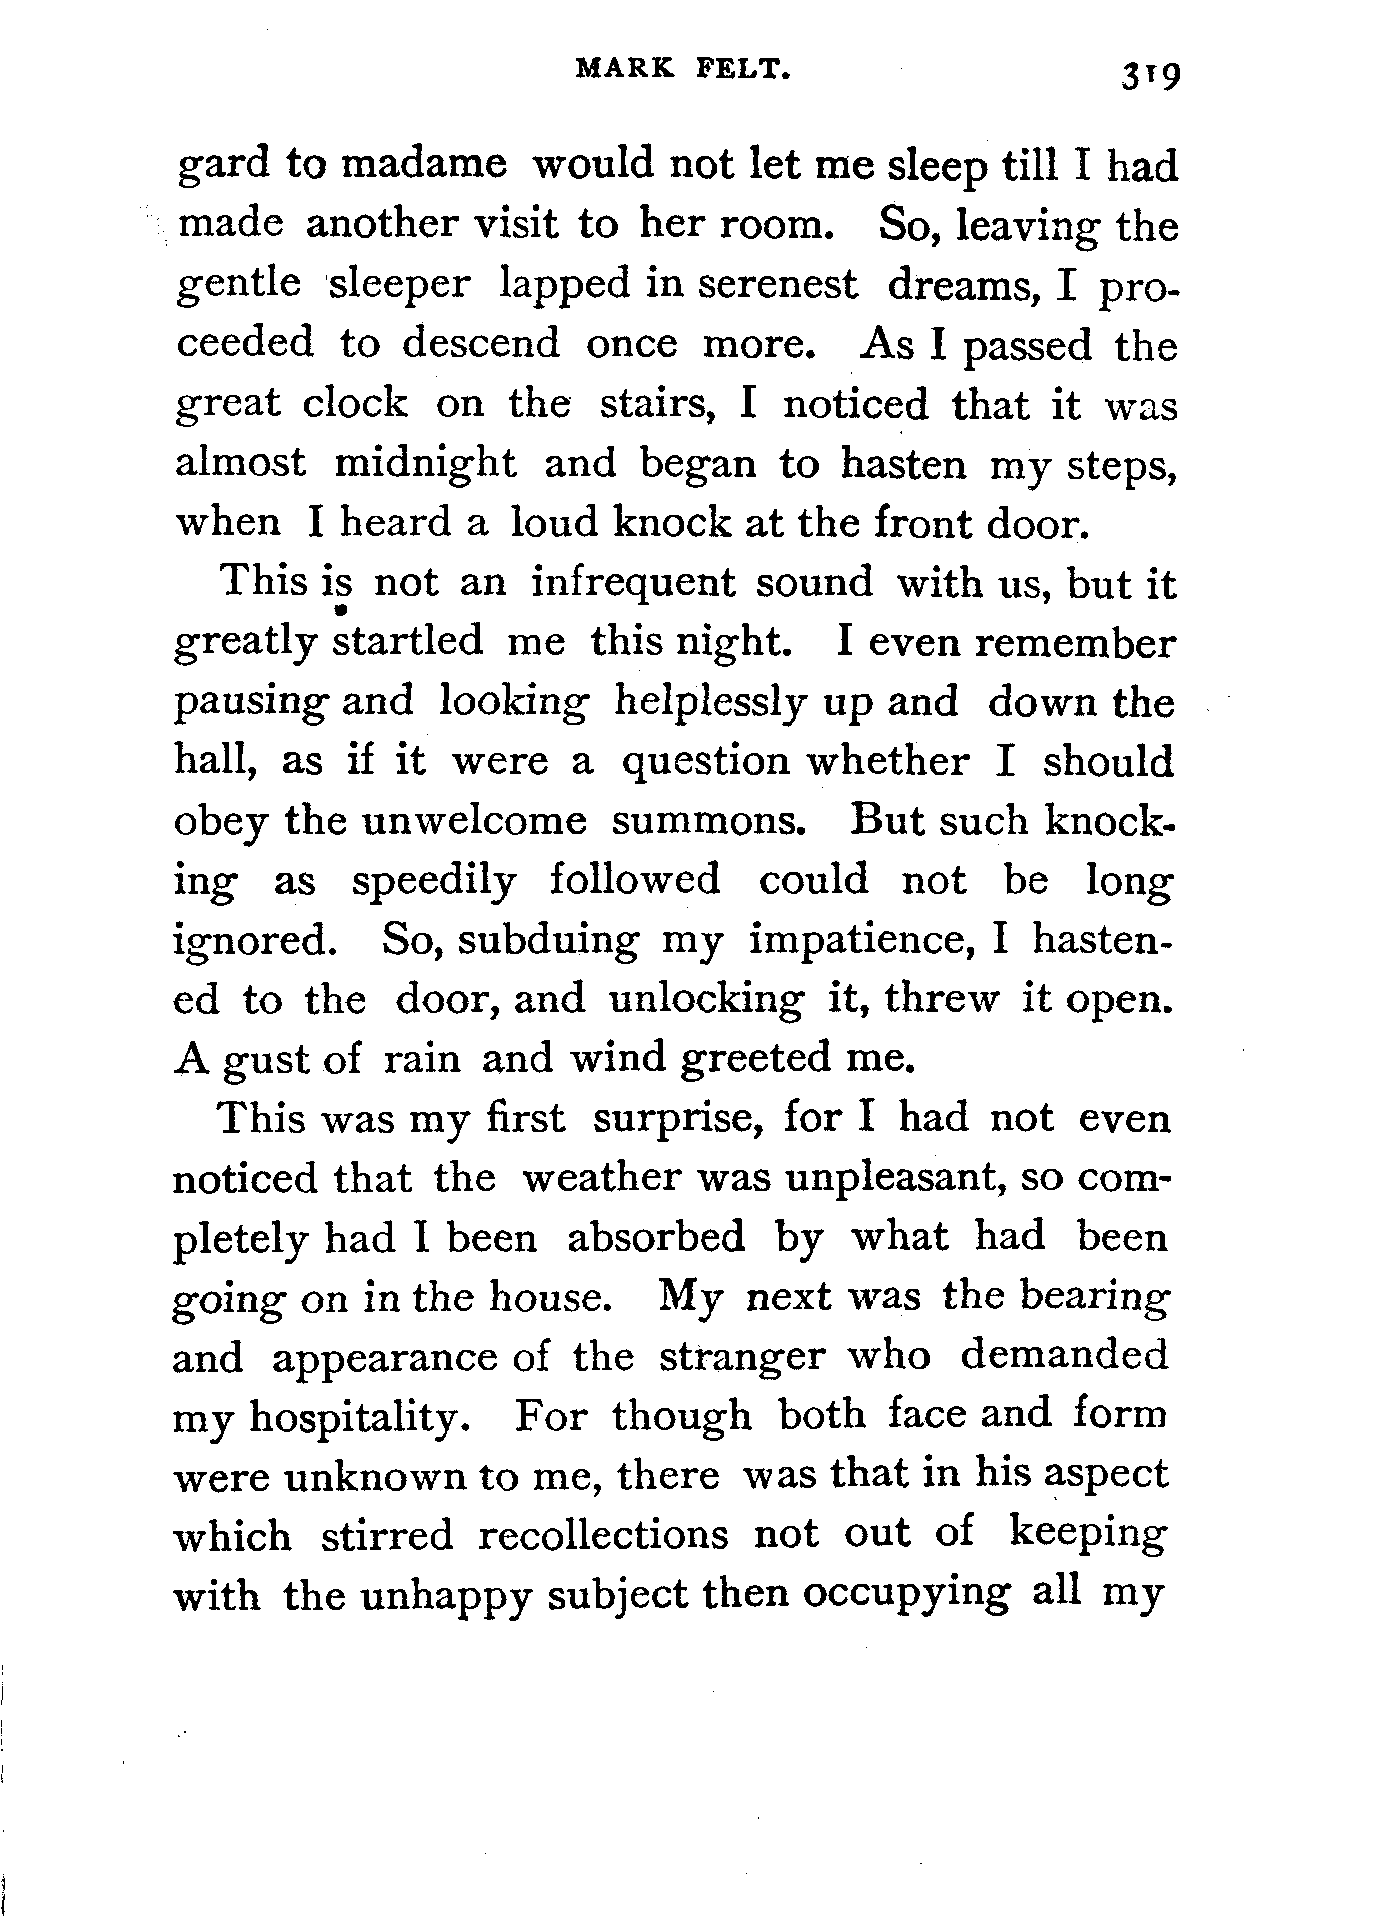 MARK FELT. 319
gard to madame would not let me sleep till I had
made another visit to her room. So, leaving the
gentle sleeper lapped in serenest dreams, I pro-
ceeded to descend once more. As I passed the
great clock on the stairs, I noticed that it was
almost midnight and began to hasten my steps,
when I heard a loud knock at the front door.
This is not an infrequent sound with us, but it
greatly startled me this night. I even remember
pausing and looking helplessly up and down the
hall, as if it were a question whether I should
obey the unwelcome summons. But such knock-
ing as speedily followed could not be long
ignored. So, subduing my impatience, I hasten-
ed to the door, and unlocking it, threw it open.
A gust of rain and wind greeted me.
This was my first surprise, for I had not even
noticed that the weather was unpleasant, so com-
pletely had I been absorbed by what had been
going on in the house. My next was the bearing
and appearance of the stranger who demanded
my hospitality. For though both face and form
were unknown to me, there was that in his aspect
which stirred recollections not out of keeping
with the unhappy subject then occupying all my